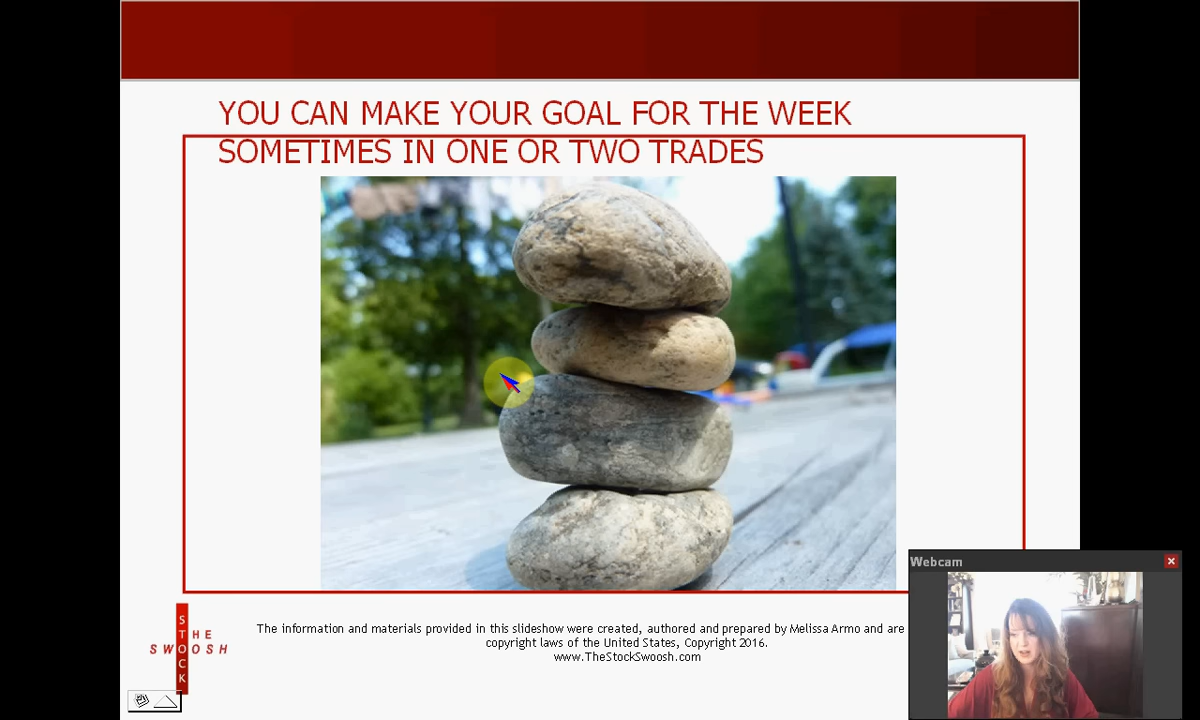 YOU CAN MAKE YOUR GOAL FOR THE WEEK
SOMETIMES IN ONE OR TWO TRADES
Webcam
THE
STOCK
SWOOSH
The information and materials provided in this slideshow were created, authored and prepared by Melissa Armo and are
copyright laws of the United States, Copyright 2016.
www.TheStockSwoosh.com